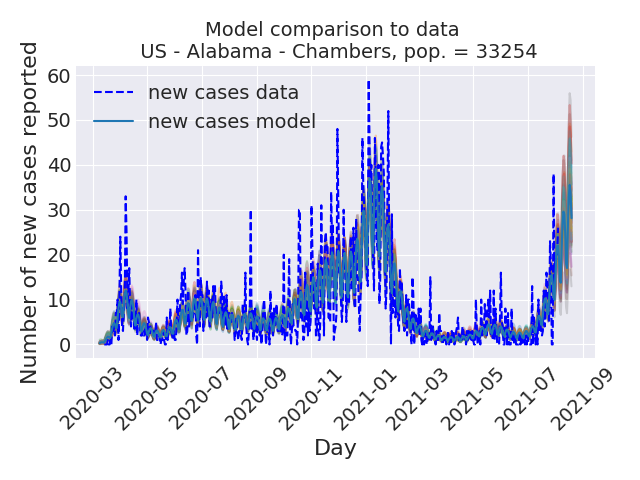 Model comparison to data
US - Alabama - Chambers, pop. = 33254
Number of new cases reported
60
50
40
30
20
10
0
new cases data
new cases model
2020-03
2020-05
2020-07
2020-09
2020-11
2021-01
2021-03
2021-05
2021-07
2021-09
Day